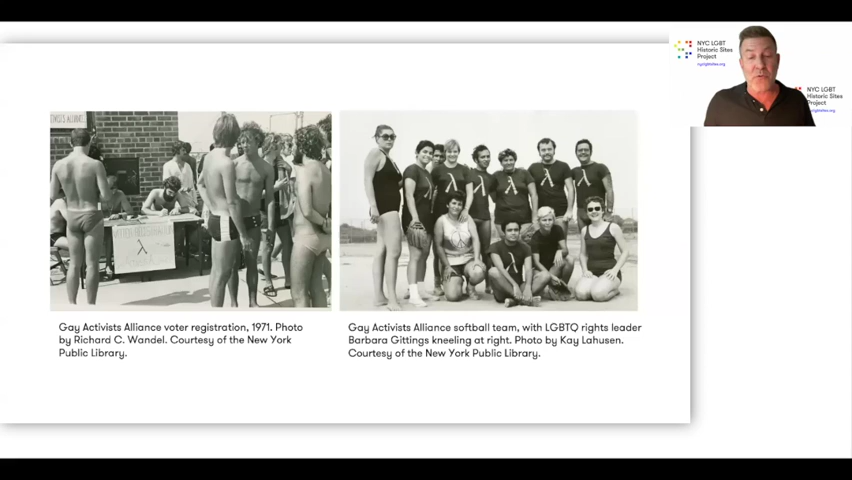 NYC LGBT
Historic Sites
Project
nyclgbtsites.org
NYC LGBT
Historic Sites
Project
ACTIVISTS ALLIANCE
Gay Activists Alliance voter registration, 1971. Photo
by Richard C. Wandel. Courtesy of the New York
Public Library.
Gay Activists Alliance softball team, with LGBTQ rights leader
Barbara Gittings kneeling at right. Photo by Kay Lahusen.
Courtesy of the New York Public Library.